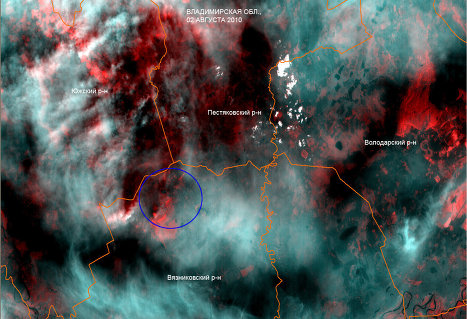 ВЛАДИМИРСКАЯ ОБЛ.,
02 АВГУСТА 2010
Южский р-н
Пестяковский р-н
Володарский р-н
Вязниковский р-н